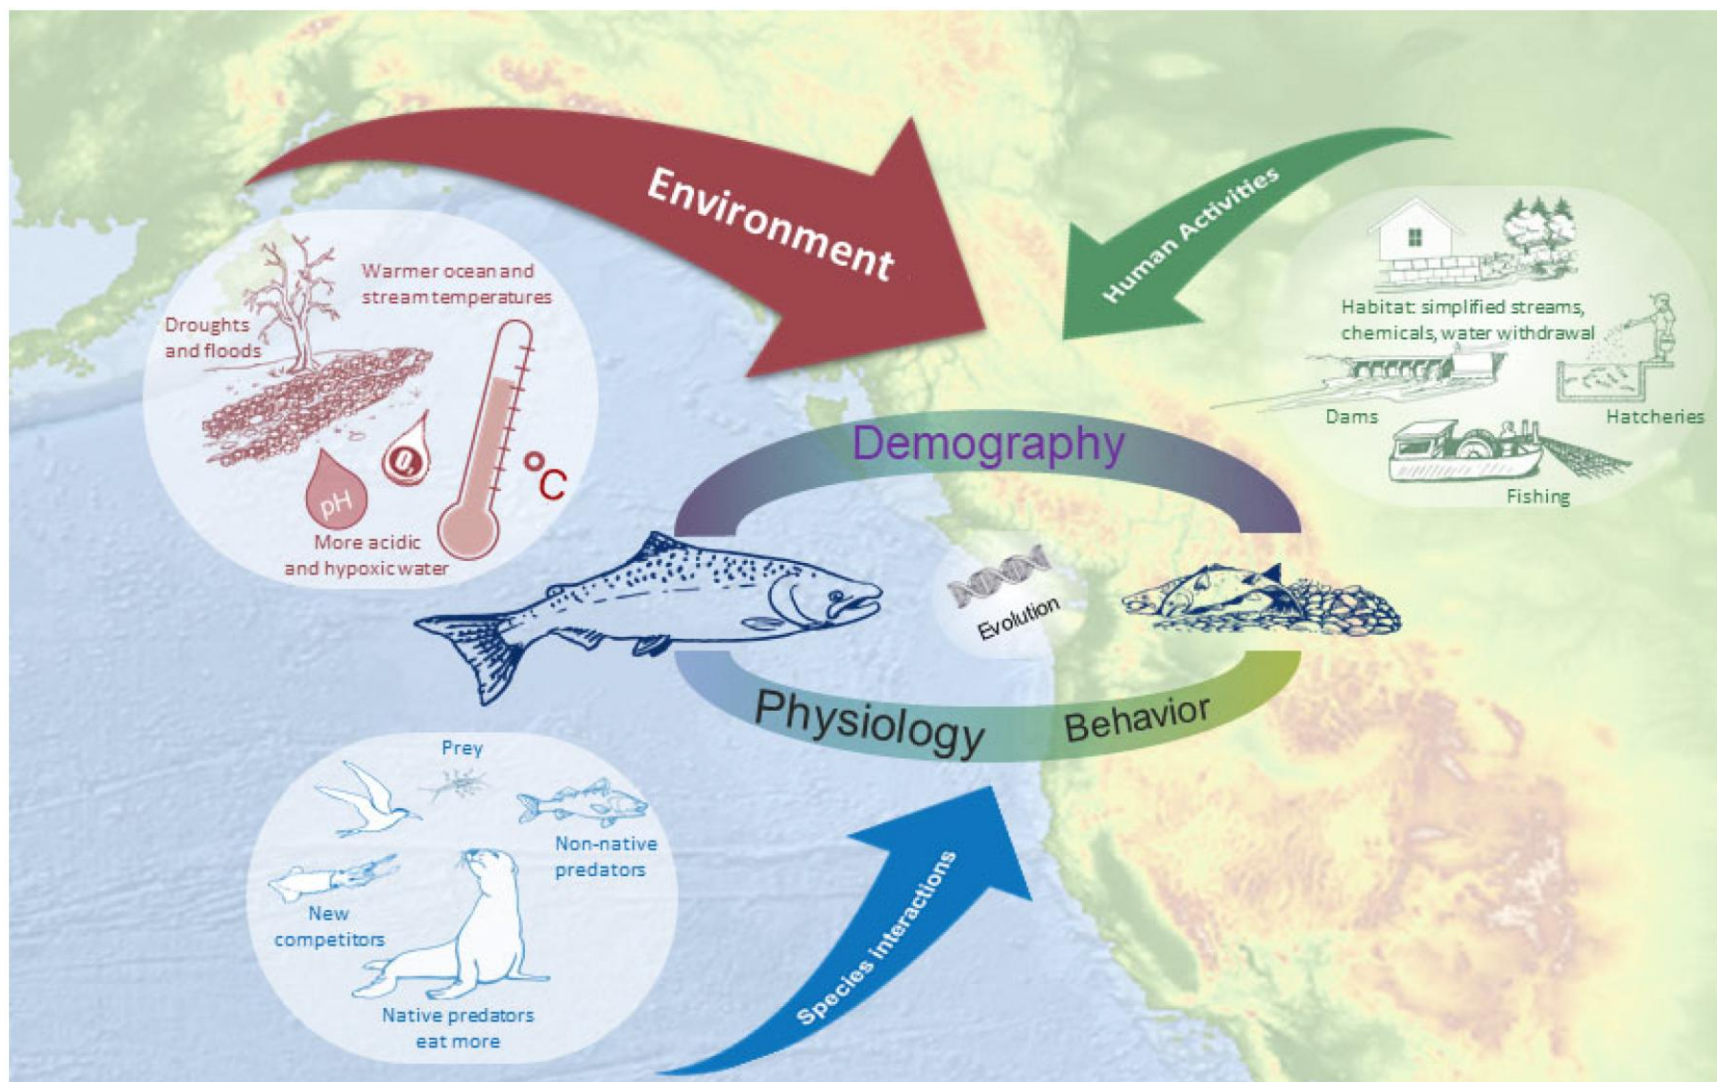 Environment
Human Activities
Warmer ocean and
stream temperatures
Droughts
and floods
O₂
pH
°C
More acidic
and hypoxic water
Habitat: simplified streams,
chemicals, water withdrawal
Dams
Hatcheries
Fishing
Demography
Evolution
Physiology
Behavior
Prey
Non-native
predators
New
competitors
Native predators
eat more
Species interactions